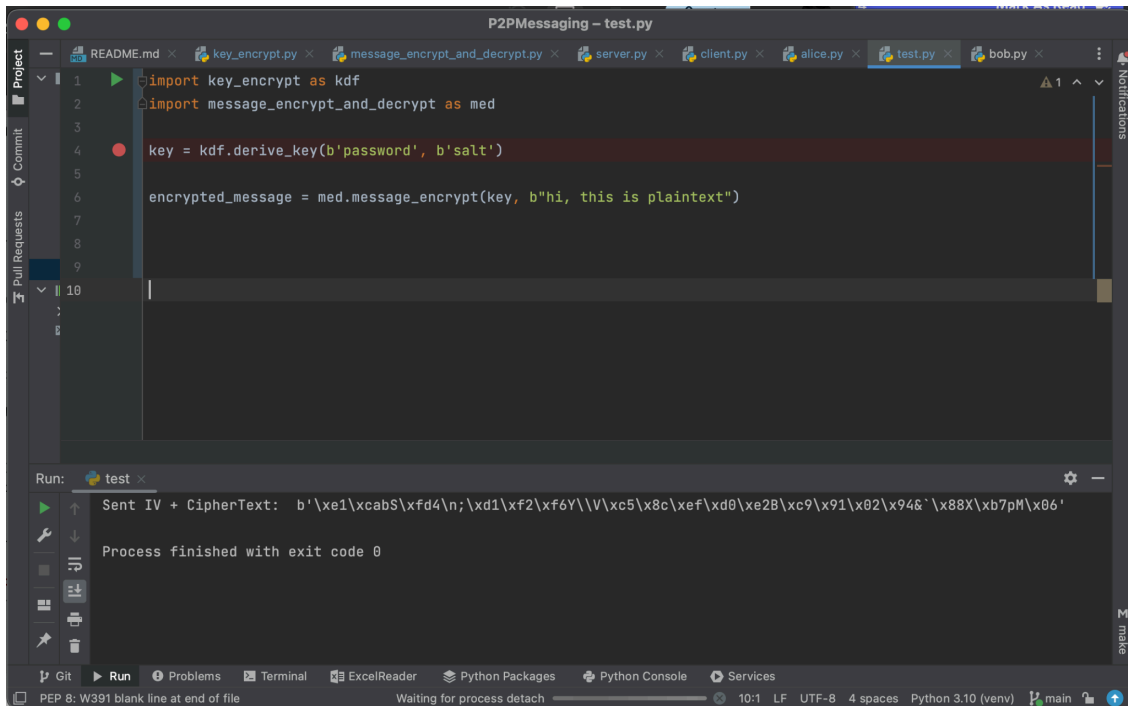 P2PMessaging – test.py
README.md
key_encrypt.py
message_encrypt_and_decrypt.py
server.py
client.py
alice.py
test.py
bob.py
Project
Commit
Pull Requests
Notifications
make
1 import key_encrypt as kdf
2 import message_encrypt_and_decrypt as med
3
4 key = kdf.derive_key(b'password', b'salt')
5
6 encrypted_message = med.message_encrypt(key, b"hi, this is plaintext")
7
8
9
10
1
Run: test
Sent IV + CipherText:  b'\xe1\xcabS\xfd4\n;\xd1\xf2\xf6Y\\V\xc5\x8c\xef\xd0\xe2B\xc9\x91\x02\x94&`\x88X\xb7pM\x06'
Process finished with exit code 0
Git Run Problems Terminal ExcelReader Python Packages Python Console Services
PEP 8: W391 blank line at end of file Waiting for process detach 10:1 LF UTF-8 4 spaces Python 3.10 (venv) main